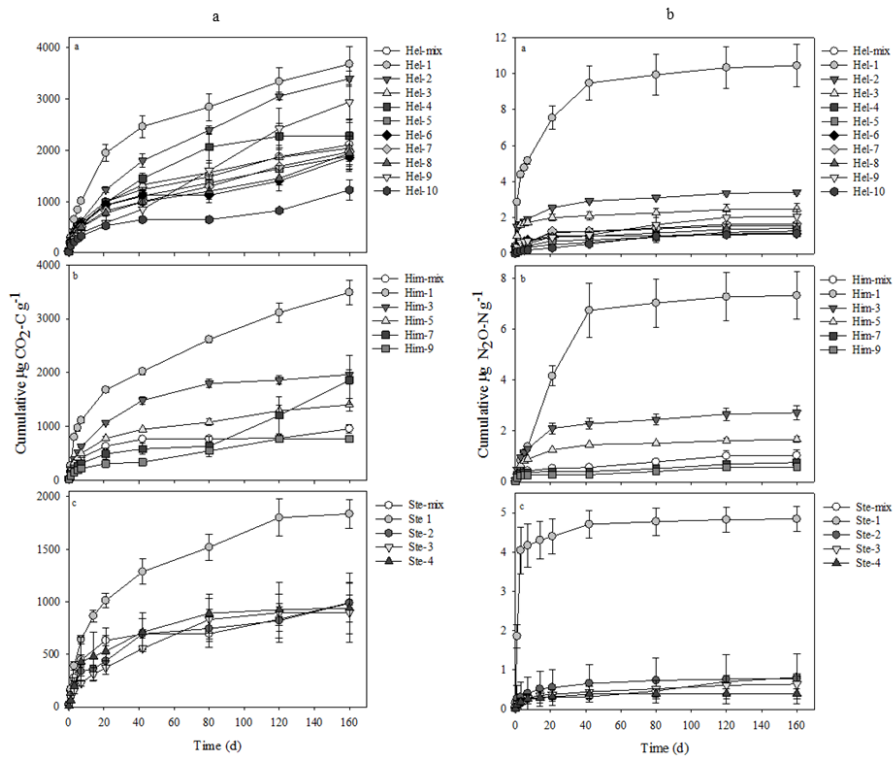 a
b
a
4000
3000
2000
1000
0
Hel-mix
Hel-1
Hel-2
Hel-3
Hel-4
Hel-5
Hel-6
Hel-7
Hel-8
Hel-9
Hel-10
b
4000
3000
2000
1000
0
Him-mix
Him-1
Him-3
Him-5
Him-7
Him-9
Cumulative µg CO₂-C g⁻¹
c
2000
1500
1000
500
0
Ste-mix
Ste 1
Ste-2
Ste-3
Ste-4
0 20 40 60 80 100 120 140 160
Time (d)
a
12
10
8
6
4
2
0
Hel-mix
Hel-1
Hel-2
Hel-3
Hel-4
Hel-5
Hel-6
Hel-7
Hel-8
Hel-9
Hel-10
b
8
6
4
2
0
Him-mix
Him-1
Him-3
Him-5
Him-7
Him-9
Cumulative µg N₂O-N g⁻¹
c
5
4
3
2
1
0
Ste-mix
Ste-1
Ste-2
Ste-3
Ste-4
0 20 40 60 80 100 120 140 160
Time (d)